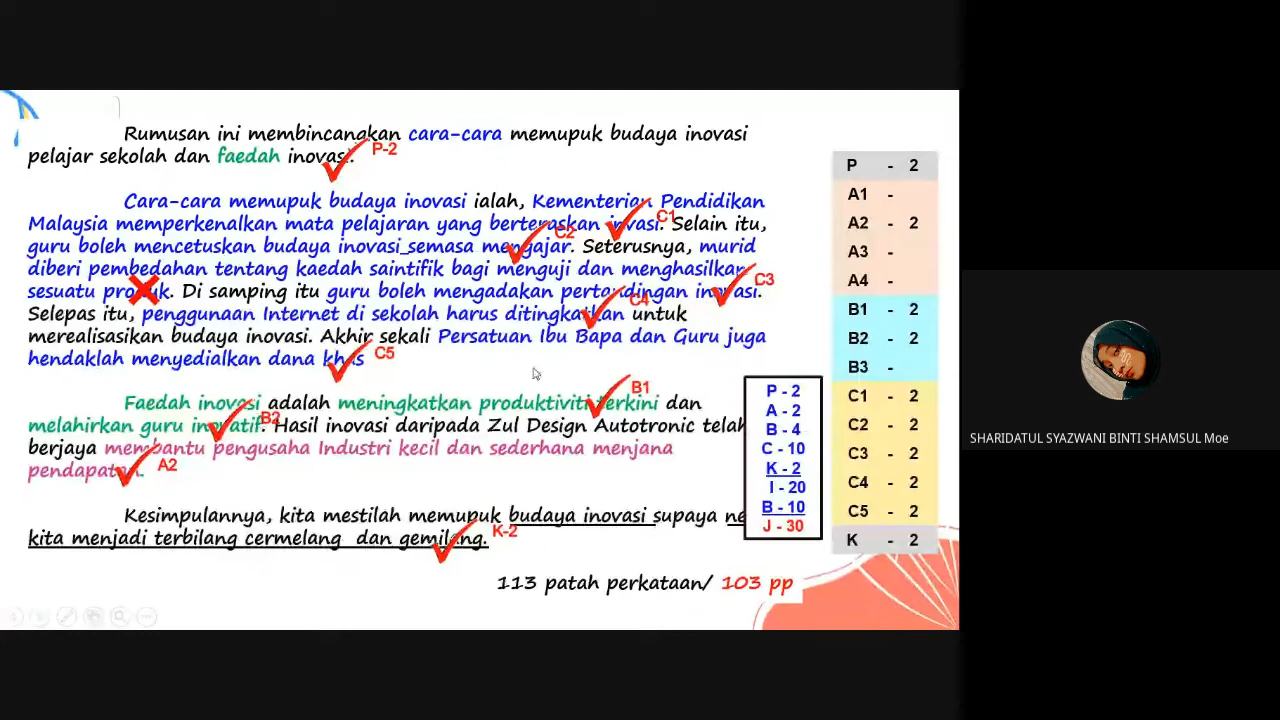 Rumusan ini membincangkan cara-cara memupuk budaya inovasi
pelajar sekolah dan faedah inovasi.
P-2
Cara-cara memupuk budaya inovasi ialah, Kementerian Pendidikan
Malaysia memperkenalkan mata pelajaran yang berteraskan invasi. Selain itu,
C1
guru boleh mencetuskan budaya inovasi semasa mengajar. Seterusnya, murid
C2
diberi pembedahan tentang kaedah saintifik bagi menguji dan menghasilkan
sesuatu produk. Di samping itu guru boleh mengadakan pertandingan inovasi.
C3
Selepas itu, penggunaan Internet di sekolah harus ditingkatkan untuk
C4
merealisasikan budaya inovasi. Akhir sekali Persatuan Ibu Bapa dan Guru juga
hendaklah menyedialkan dana khas
C5
Faedah inovasi adalah meningkatkan produktiviti terkini dan
B1
melahirkan guru inovatif. Hasil inovasi daripada Zul Design Autotronic telah
B2
berjaya membantu pengusaha Industri kecil dan sederhana menjana
pendapatan.
A2
Kesimpulannya, kita mestilah memupuk budaya inovasi supaya
kita menjadi terbilang cermelang dan gemilang.
K-2
113 patah perkataan/ 103 pp
P - 2
A - 2
B - 4
C - 10
K - 2
I - 20
B - 10
J - 30
P - 2
A1 -
A2 - 2
A3 -
A4 -
B1 - 2
B2 - 2
B3 -
C1 - 2
C2 - 2
C3 - 2
C4 - 2
C5 - 2
K - 2
SHARIDATUL SYAZWANI BINTI SHAMSUL Moe